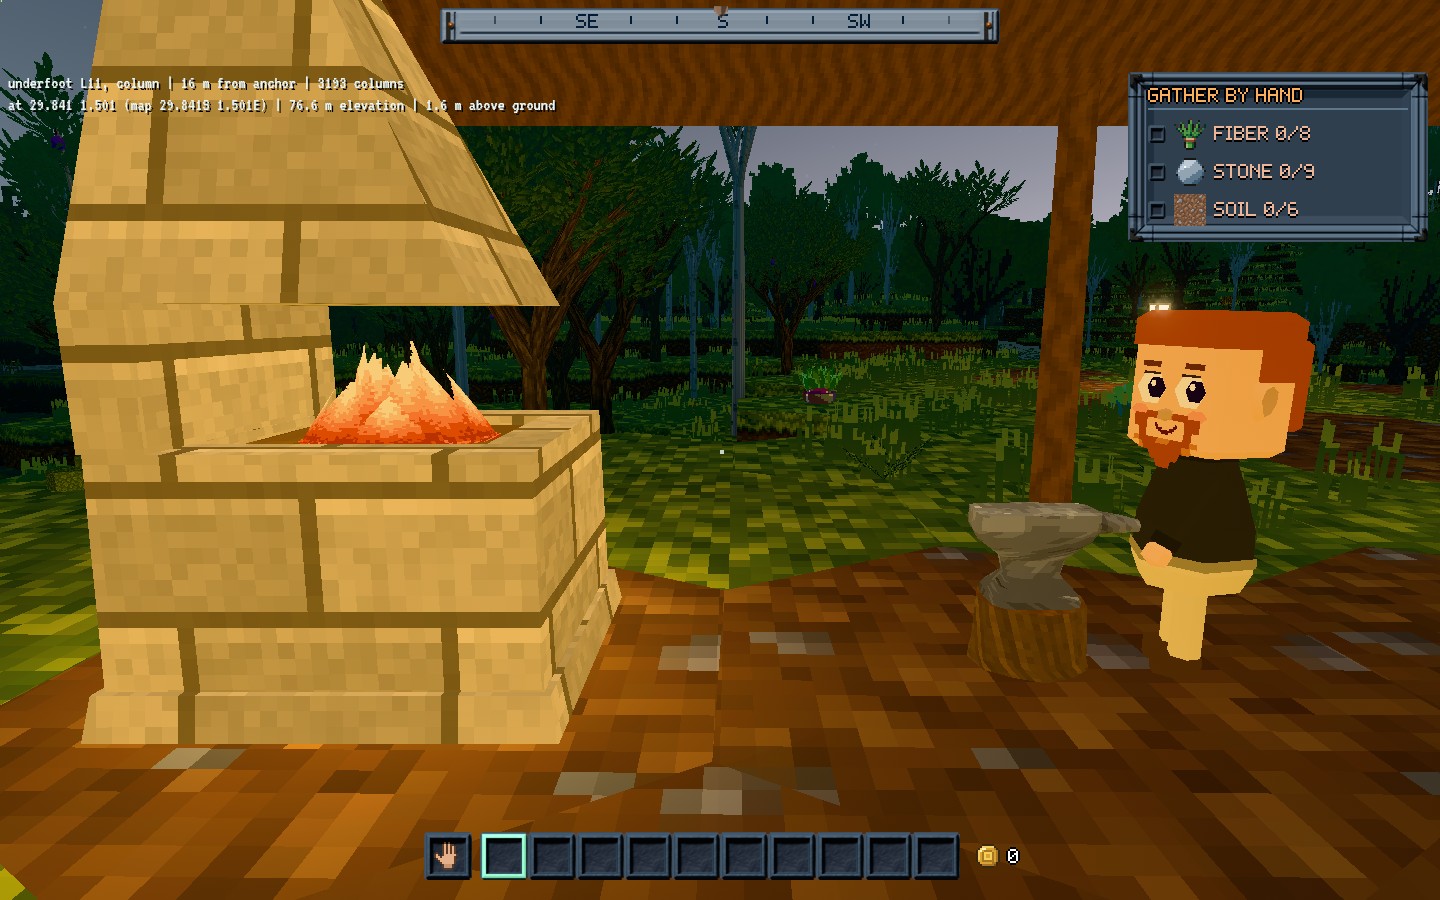 SE S SW
underfoot L11, column | 16 m from anchor | 3193 columns
at 29.841 1.501 (map 29.841S 1.501E) | 76.6 m elevation | 1.6 m above ground
GATHER BY HAND
FIBER 0/8
STONE 0/9
SOIL 0/6
0